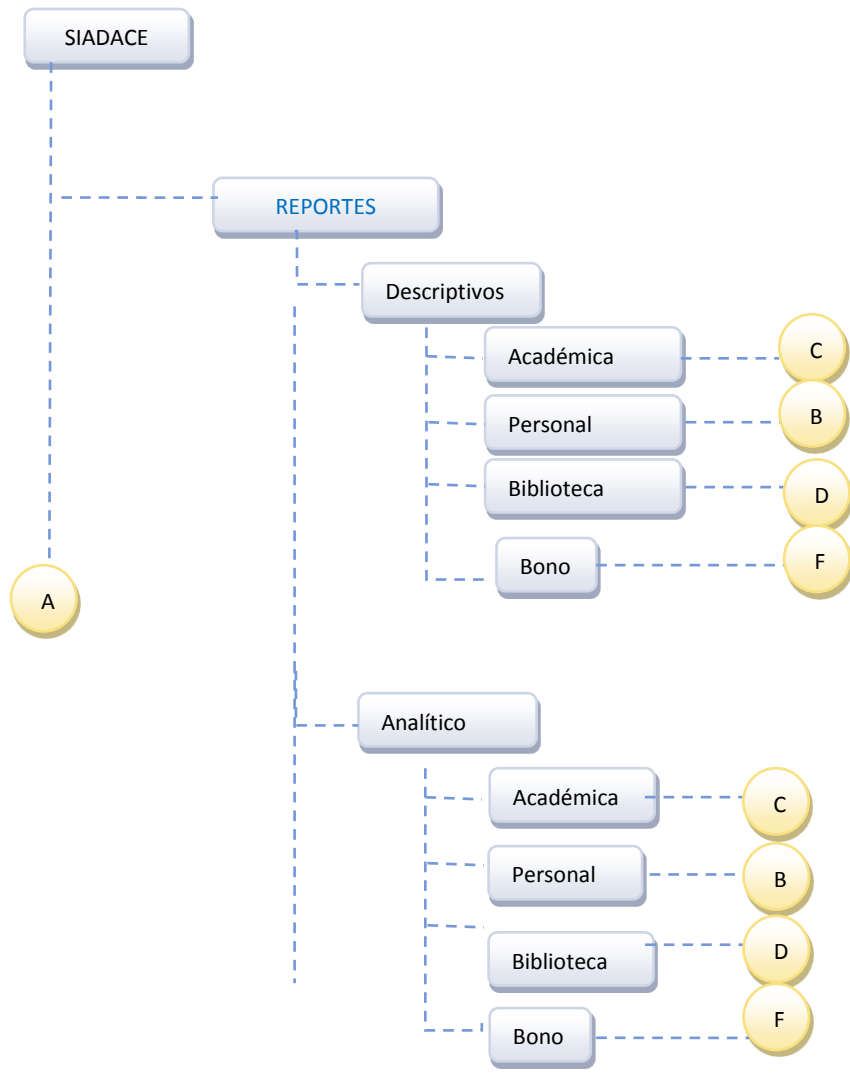 SIADACE
REPORTES
Descriptivos
Académica
C
Personal
B
Biblioteca
D
Bono
F
A
Analítico
Académica
C
Personal
B
Biblioteca
D
Bono
F